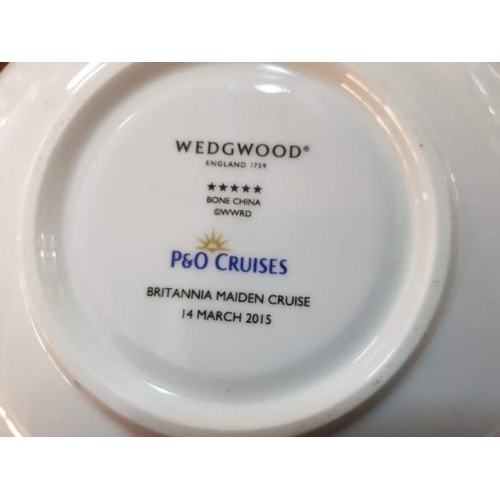 WEDGWOOD®
ENGLAND 1759
★★★★★
BONE CHINA
©WWRD
P&O CRUISES
BRITANNIA MAIDEN CRUISE
14 MARCH 2015